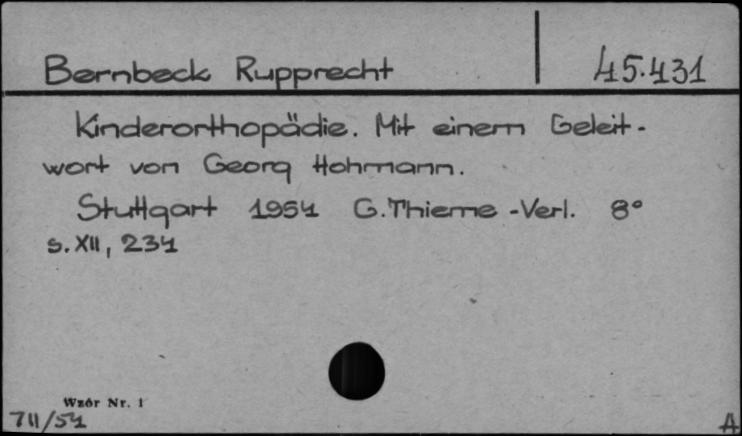 Bernbeck Rupprecht 45.431
Kinderorthopädie. Mit einem Geleit-
wort von Georg Hohmann.
Stuttgart 1954 G.Thieme-Verl. 8°
s. XII, 234
Wzór Nr. 1
711/54
A